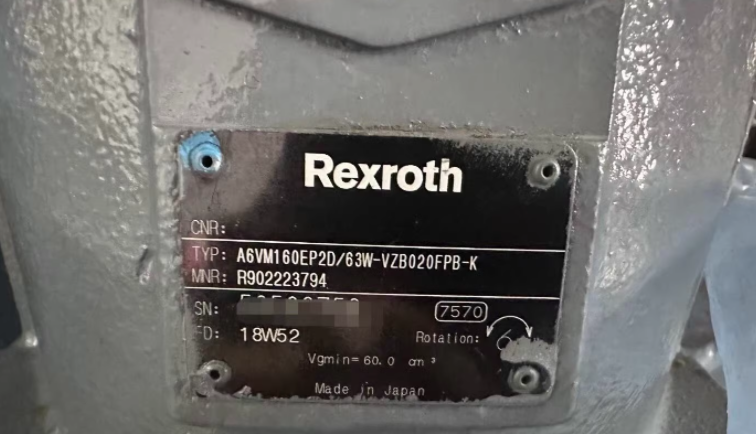 Rexroth
CNR:
TYP: A6VM160EP2D/63W-VZB020FPB-K
MNR: R902223794
SN:
7570
FD: 18W52
Rotation:
Vgmin= 60.0 cm³
Made in Japan